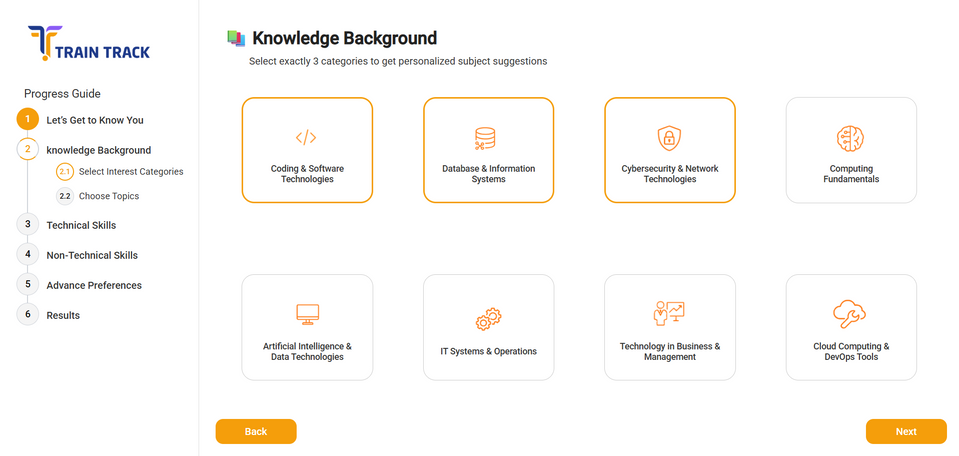 TRAIN TRACK
Progress Guide
1 Let's Get to Know You
2 knowledge Background
2.1 Select Interest Categories
2.2 Choose Topics
3 Technical Skills
4 Non-Technical Skills
5 Advance Preferences
6 Results
Knowledge Background
Select exactly 3 categories to get personalized subject suggestions
Coding & Software
Technologies
Database & Information
Systems
Cybersecurity & Network
Technologies
Computing
Fundamentals
Artificial Intelligence &
Data Technologies
IT Systems & Operations
Technology in Business &
Management
Cloud Computing &
DevOps Tools
Back
Next